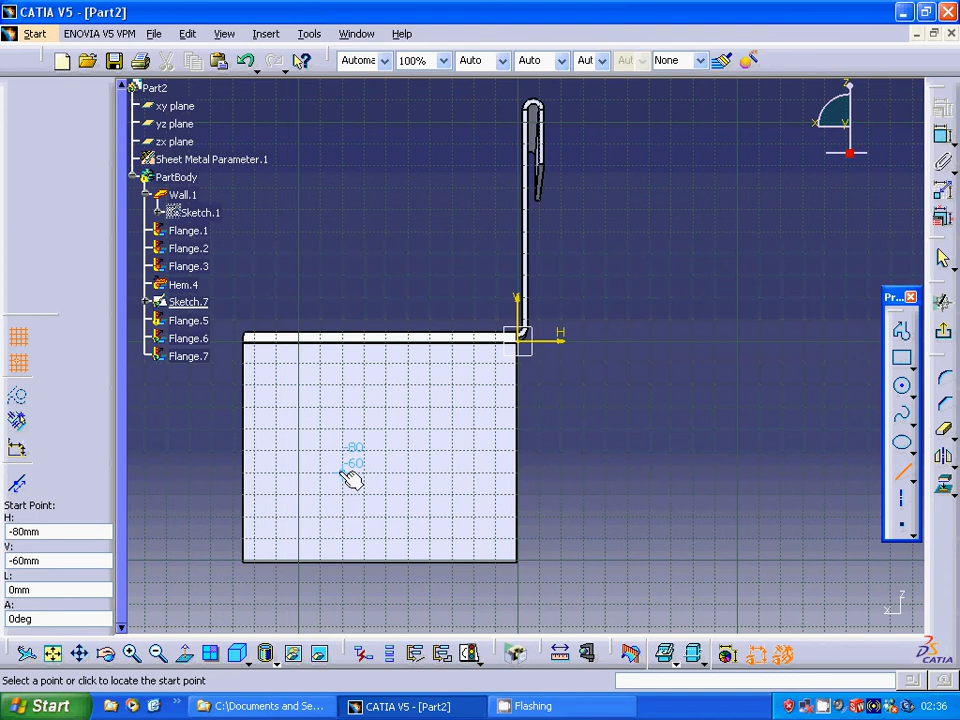 CATIA V5 - [Part2]
Start ENOVIA V5 VPM File Edit View Insert Tools Window Help
Automa 100% Auto Auto Aut Aut None
Part2
xy plane
yz plane
zx plane
Sheet Metal Parameter.1
PartBody
Wall.1
Sketch.1
Flange.1
Flange.2
Flange.3
Hem.4
Sketch.7
Flange.5
Flange.6
Flange.7
Z
X Y
V
H
Pr...
-80
-60
Start Point:
H:
-80mm
V:
-60mm
L:
0mm
A:
0deg
Z
X
DS
CATIA
Select a point or click to locate the start point
Start C:\Documents and Se... CATIA V5 - [Part2] Flashing 02:36